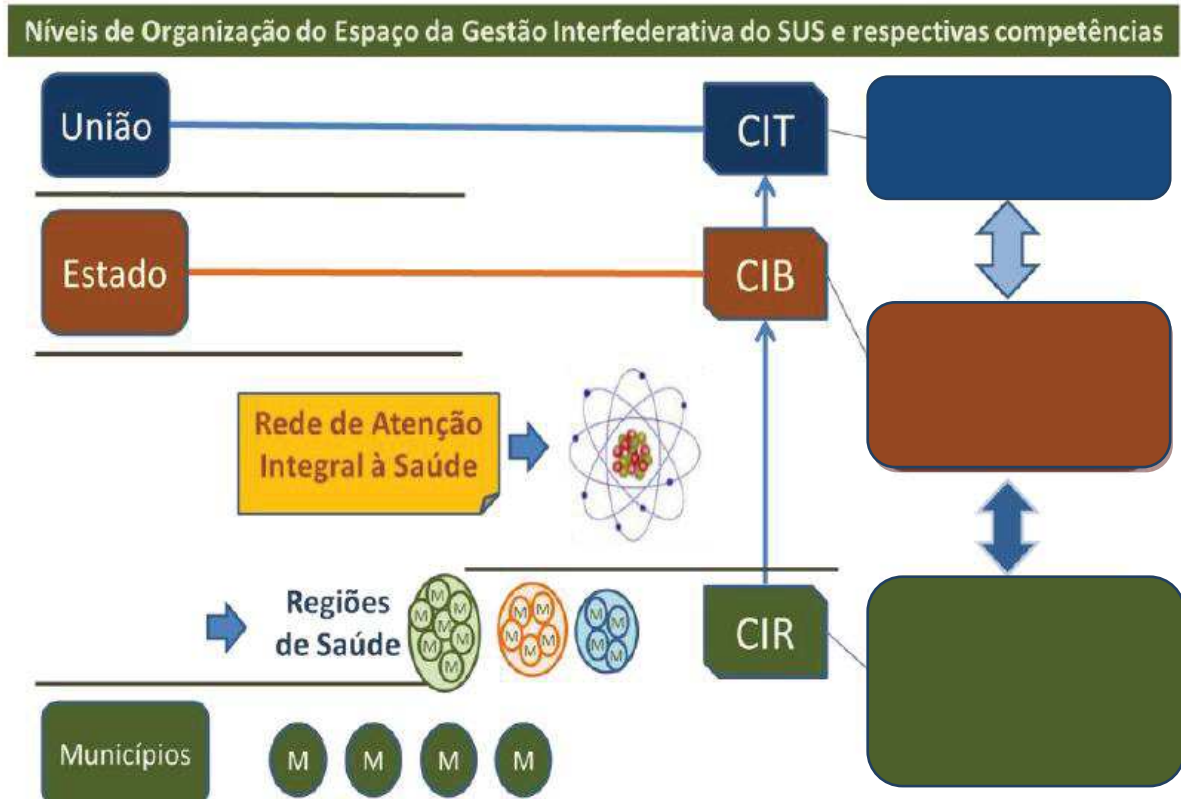 Níveis de Organização do Espaço da Gestão Interfederativa do SUS e respectivas competências
União
CIT
Estado
CIB
Rede de Atenção
Integral à Saúde
Regiões
de Saúde
M M M M M M M
M M M M M
M M M M
CIR
Municípios
M M M M